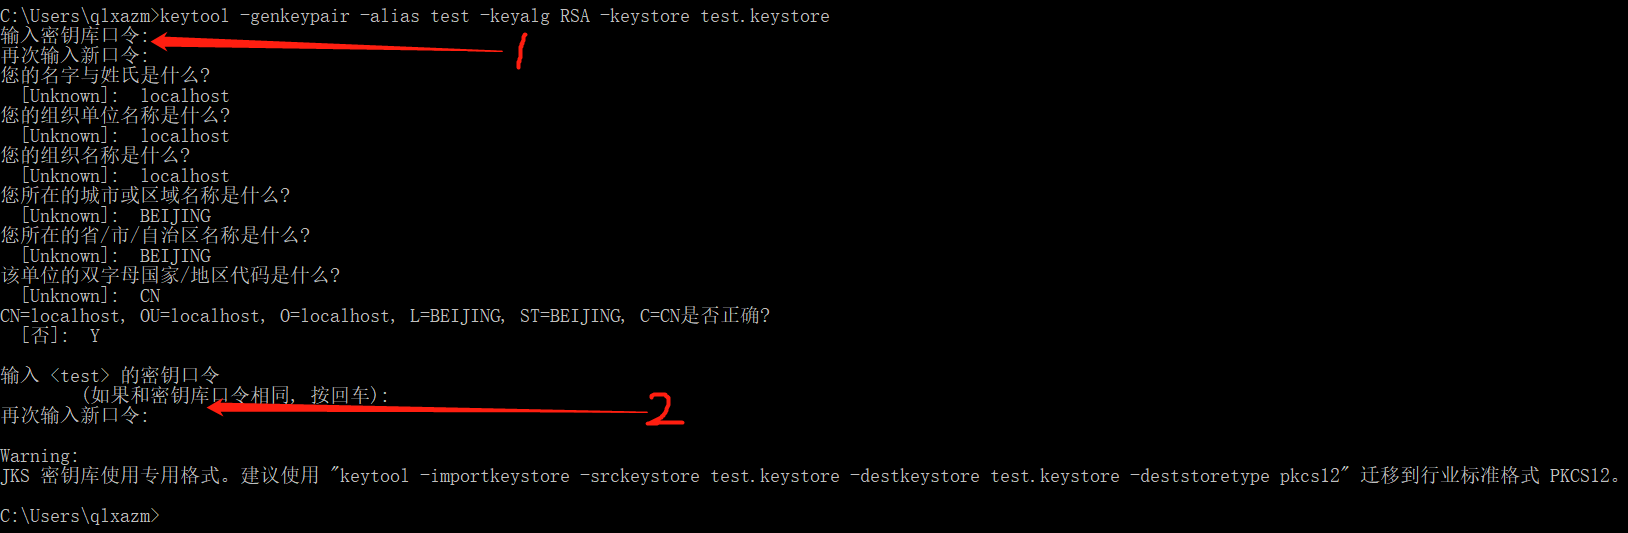 C:\Users\qlxazm>keytool -genkeypair -alias test -keyalg RSA -keystore test.keystore
输入密钥库口令:
1
再次输入新口令:
您的名字与姓氏是什么?
[Unknown]: localhost
您的组织单位名称是什么?
[Unknown]: localhost
您的组织名称是什么?
[Unknown]: localhost
您所在的城市或区域名称是什么?
[Unknown]: BEIJING
您所在的省/市/自治区名称是什么?
[Unknown]: BEIJING
该单位的双字母国家/地区代码是什么?
[Unknown]: CN
CN=localhost, OU=localhost, O=localhost, L=BEIJING, ST=BEIJING, C=CN是否正确?
[否]: Y
输入 <test> 的密钥口令
(如果和密钥库口令相同, 按回车):
2
再次输入新口令:
Warning:
JKS 密钥库使用专用格式。建议使用 "keytool -importkeystore -srckeystore test.keystore -destkeystore test.keystore -deststoretype pkcs12" 迁移到行业标准格式 PKCS12。
C:\Users\qlxazm>